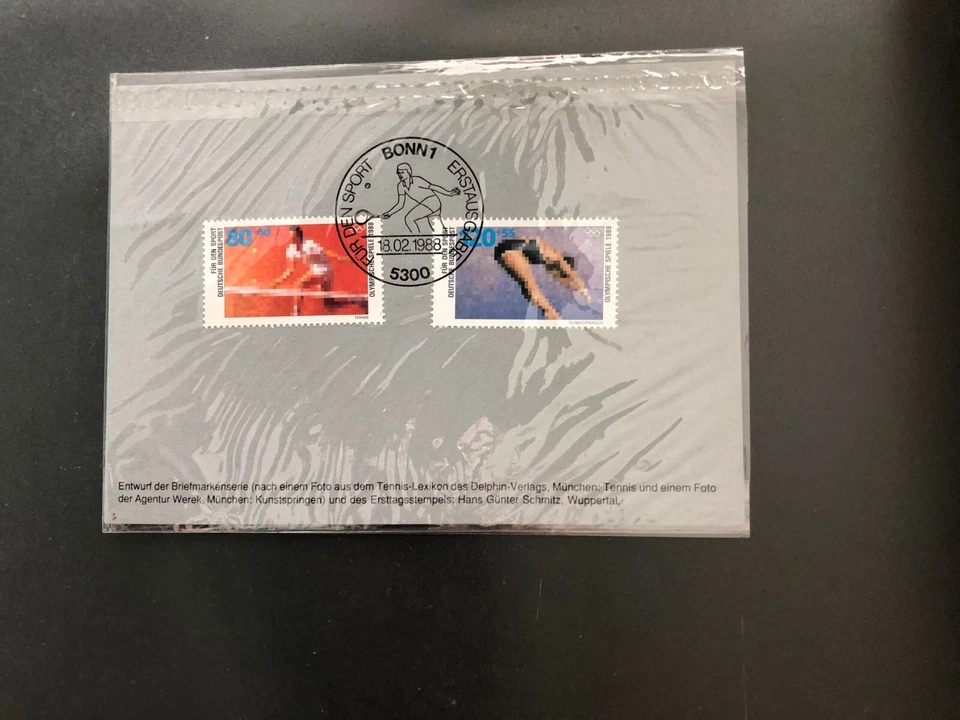 FÜR DEN SPORT BONN 1 ERSTAUSGABE
18.02.1988
5300
80+40
FÜR DEN SPORT
DEUTSCHE BUNDESPOST
OLYMPISCHE SPIELE 1988
TENNIS
120+55
FÜR DEN SPORT
DEUTSCHE BUNDESPOST
OLYMPISCHE SPIELE 1988
KUNSTSPRINGEN
Entwurf der Briefmarkenserie (nach einem Foto aus dem Tennis-Lexikon des Delphin-Verlags, München: Tennis und einem Foto
der Agentur Werek, München: Kunstspringen) und des Ersttagsstempels: Hans Günter Schmitz, Wuppertal.